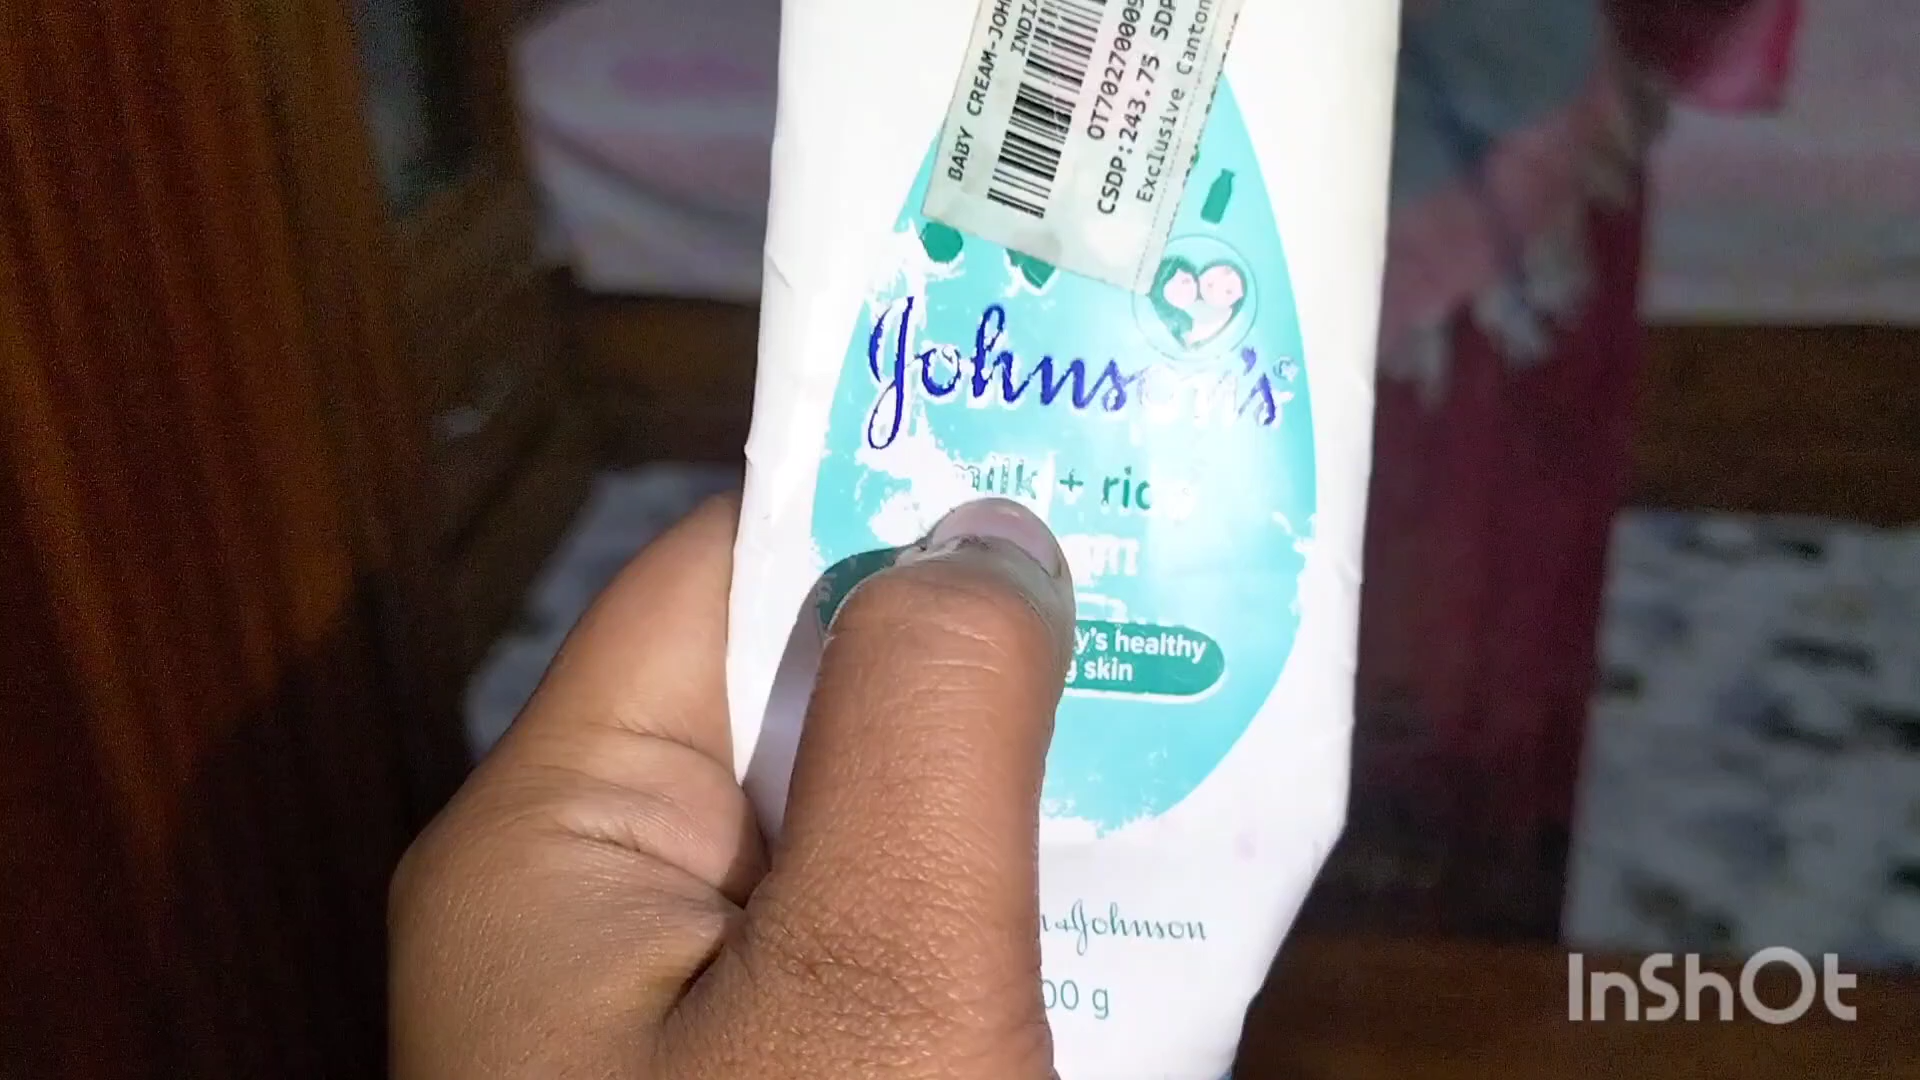 BABY CREAM-JOH
INDIA
OT70270009
CSDP:243.75 SDP
Exclusive Canton
Johnson's
milk + rice
y's healthy
g skin
n+Johnson
00 g
InShOt